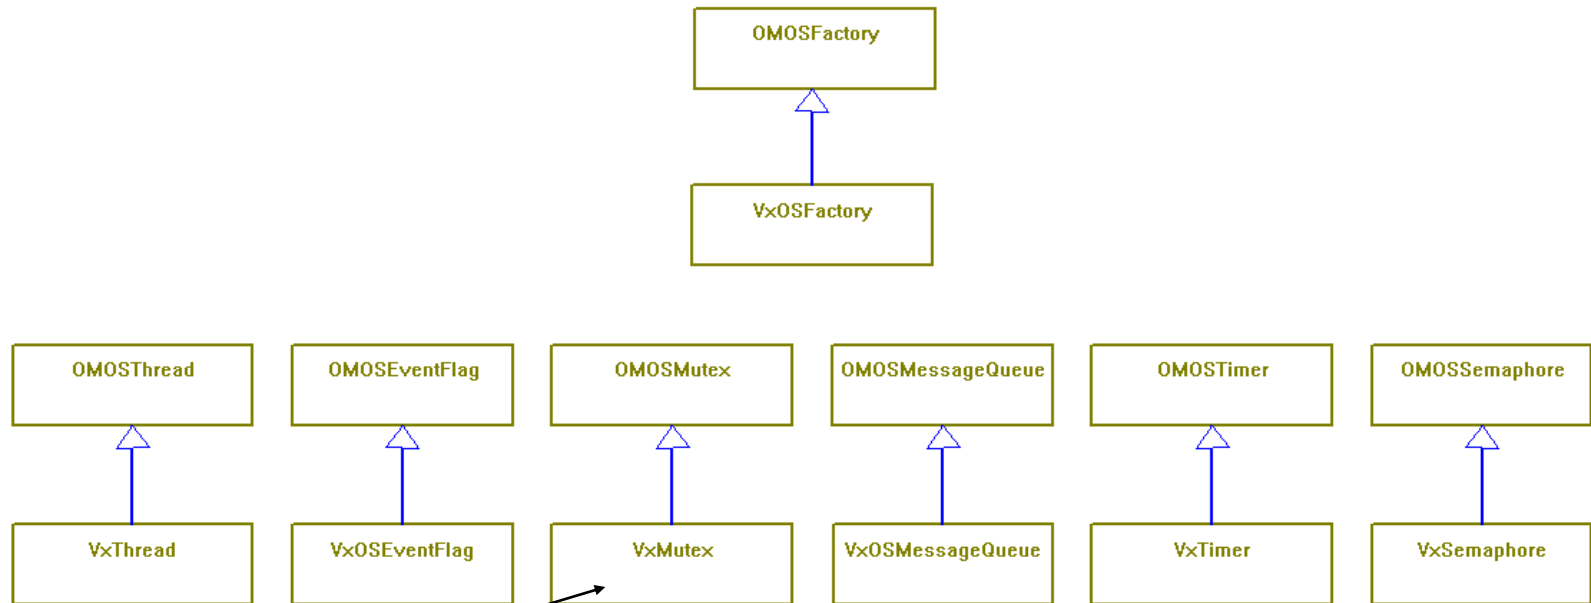 OMOSFactory
VxOSFactory
OMOSThread
OMOSEventFlag
OMOSMutex
OMOSMessageQueue
OMOSTimer
OMOSSemaphore
VxThread
VxOSEventFlag
VxMutex
VxOSMessageQueue
VxTimer
VxSemaphore